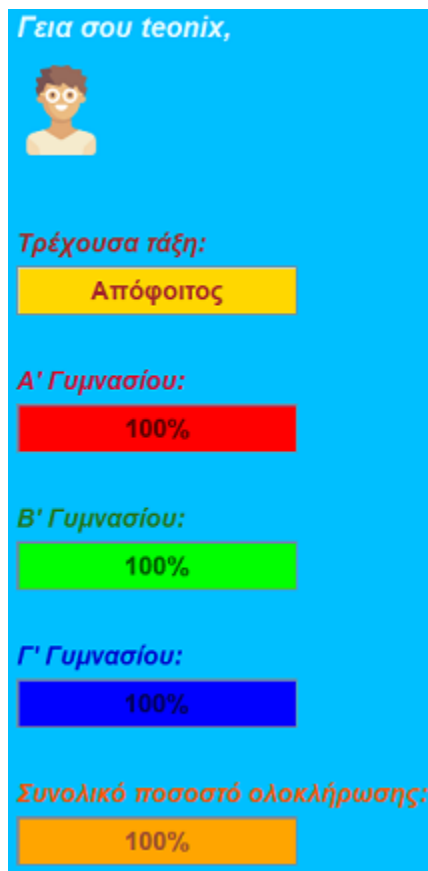 Γεια σου teonix,
Τρέχουσα τάξη:
Απόφοιτος
Α' Γυμνασίου:
100%
Β' Γυμνασίου:
100%
Γ' Γυμνασίου:
100%
Συνολικό ποσοστό ολοκλήρωσης:
100%